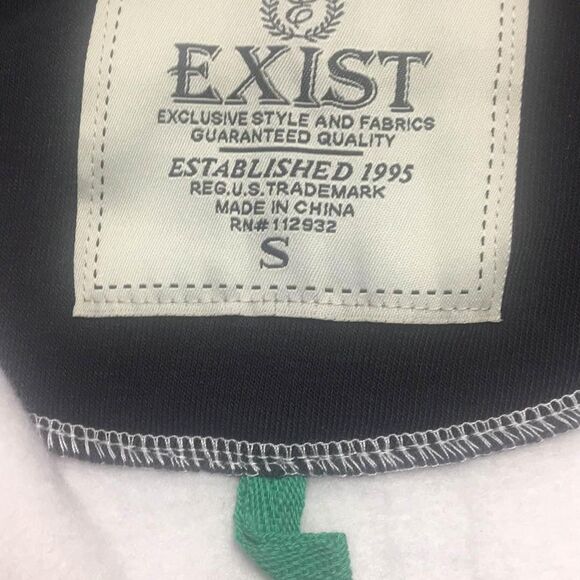 E
EXIST
EXCLUSIVE STYLE AND FABRICS
GUARANTEED QUALITY
ESTABLISHED 1995
REG.U.S.TRADEMARK
MADE IN CHINA
RN#112932
S